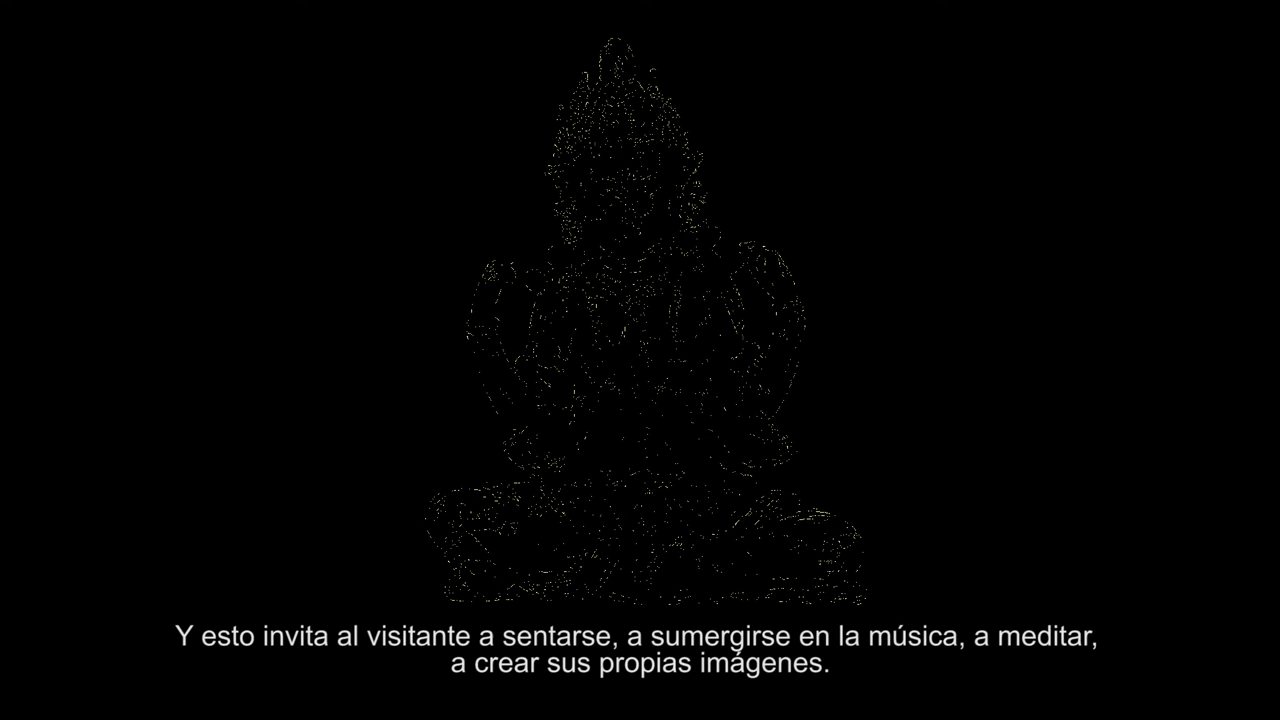 Y esto invita al visitante a sentarse, a sumergirse en la música, a meditar,
a crear sus propias imágenes.